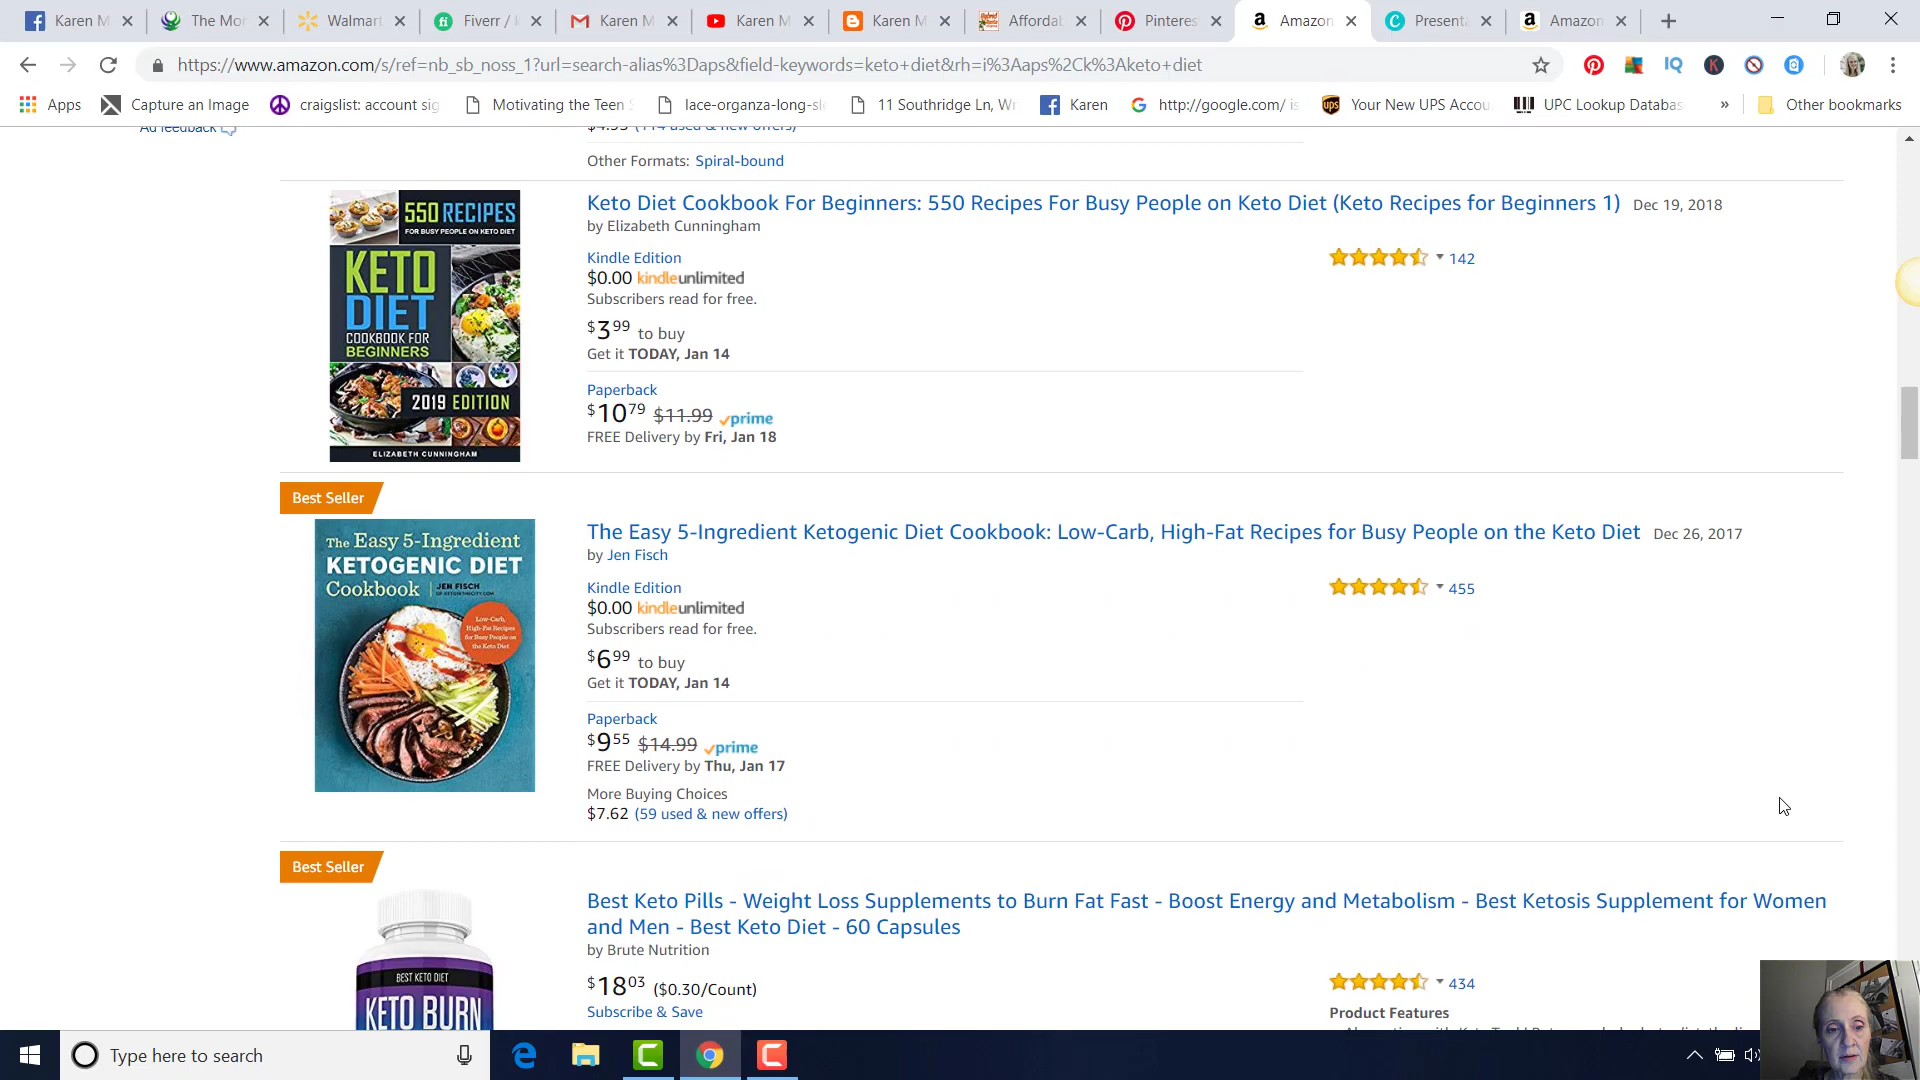 Karen M
The Mon
Walmart
Fiverr /
Karen M
Karen M
Karen M
Affordab
Pinteres
Amazon
Presenta
Amazon
https://www.amazon.com/s/ref=nb_sb_noss_1?url=search-alias%3Daps&field-keywords=keto+diet&rh=i%3Aaps%2Ck%3Aketo+diet
Apps
Capture an Image
craigslist: account sig
Motivating the Teen
lace-organza-long-sle
11 Southridge Ln, Wr
Karen
http://google.com/ is
Your New UPS Accou
UPC Lookup Databas
»
Other bookmarks
Ad feedback
$4.95 (114 used & new offers)
Other Formats: Spiral-bound
550 RECIPES
FOR BUSY PEOPLE ON KETO DIET
KETO
DIET
COOKBOOK FOR
BEGINNERS
2019 EDITION
ELIZABETH CUNNINGHAM
Keto Diet Cookbook For Beginners: 550 Recipes For Busy People on Keto Diet (Keto Recipes for Beginners 1) Dec 19, 2018
by Elizabeth Cunningham
Kindle Edition
142
$0.00 kindleunlimited
Subscribers read for free.
$3.99 to buy
Get it TODAY, Jan 14
Paperback
$10.79 $11.99 prime
FREE Delivery by Fri, Jan 18
Best Seller
The Easy 5-Ingredient
KETOGENIC DIET
Cookbook
JEN FISCH
Low-Carb,
High-Fat Recipes
for Busy People on
the Keto Diet
The Easy 5-Ingredient Ketogenic Diet Cookbook: Low-Carb, High-Fat Recipes for Busy People on the Keto Diet Dec 26, 2017
by Jen Fisch
Kindle Edition
455
$0.00 kindleunlimited
Subscribers read for free.
$6.99 to buy
Get it TODAY, Jan 14
Paperback
$9.55 $14.99 prime
FREE Delivery by Thu, Jan 17
More Buying Choices
$7.62 (59 used & new offers)
Best Seller
BEST KETO DIET
KETO BURN
Best Keto Pills - Weight Loss Supplements to Burn Fat Fast - Boost Energy and Metabolism - Best Ketosis Supplement for Women
and Men - Best Keto Diet - 60 Capsules
by Brute Nutrition
$18.03 ($0.30/Count)
434
Subscribe & Save
Product Features
Type here to search